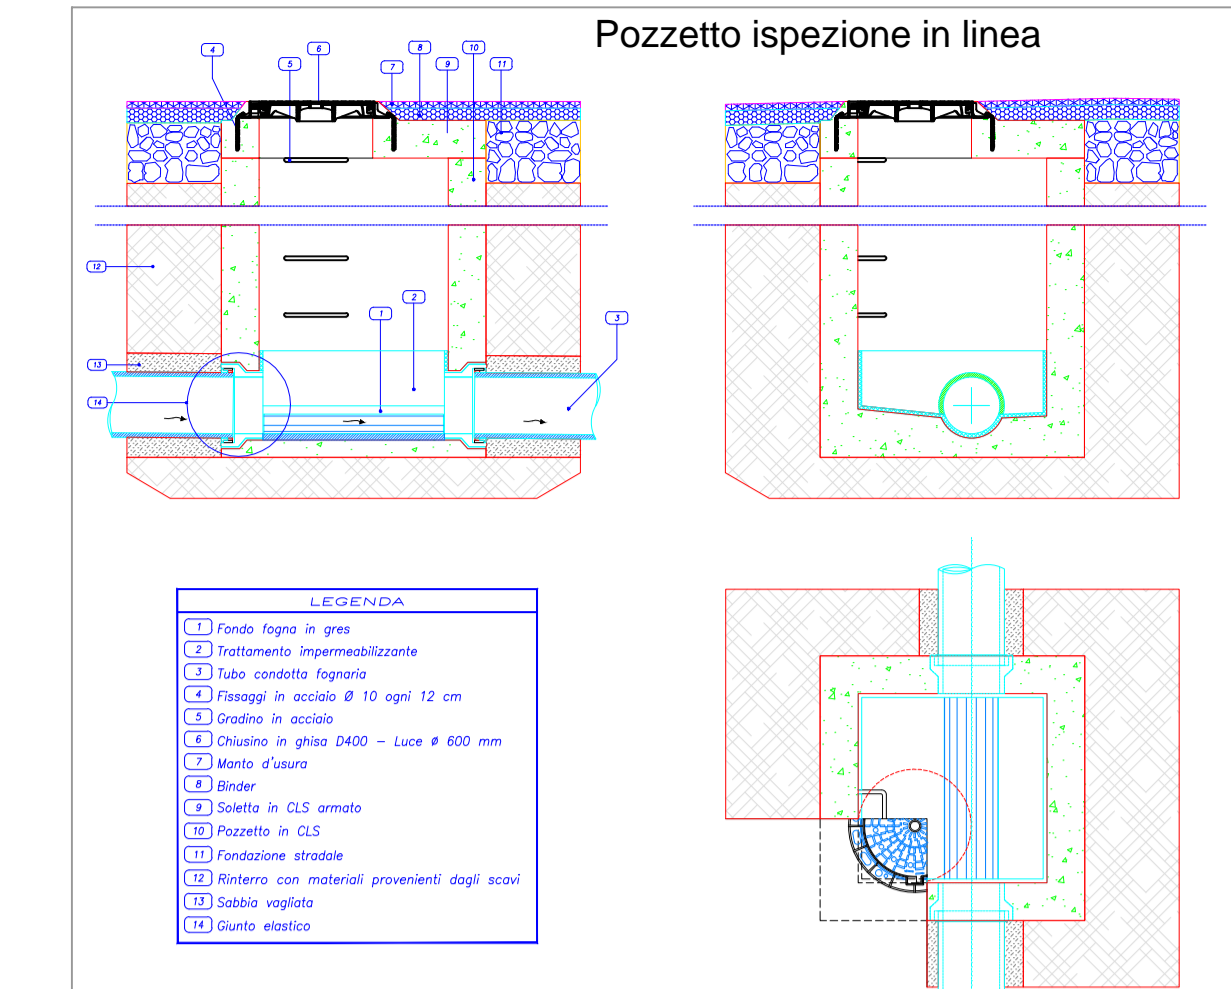 Pozzetto ispezione in linea
4
6
8
10
5
7
9
11
12
2
1
3
13
14
LEGENDA
1 Fondo fogna in gres
2 Trattamento impermeabilizzante
3 Tubo condotta fognaria
4 Fissaggi in acciaio Ø 10 ogni 12 cm
5 Gradino in acciaio
6 Chiusino in ghisa D400 – Luce Ø 600 mm
7 Manto d'usura
8 Binder
9 Soletta in CLS armato
10 Pozzetto in CLS
11 Fondazione stradale
12 Rinterro con materiali provenienti dagli scavi
13 Sabbia vagliata
14 Giunto elastico